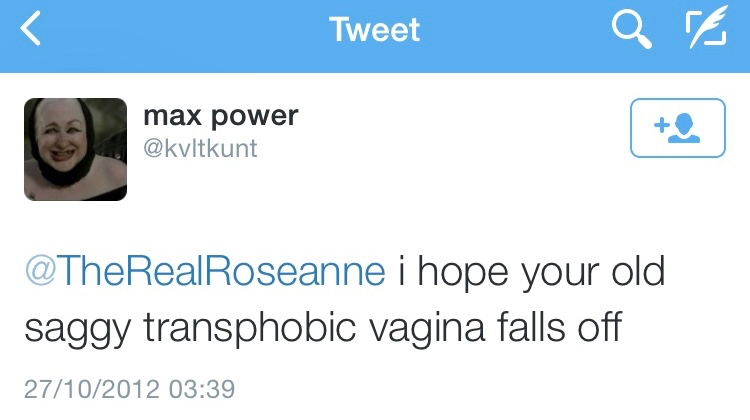 Tweet
max power
@kvltkunt
@TheRealRoseanne i hope your old
saggy transphobic vagina falls off
27/10/2012 03:39